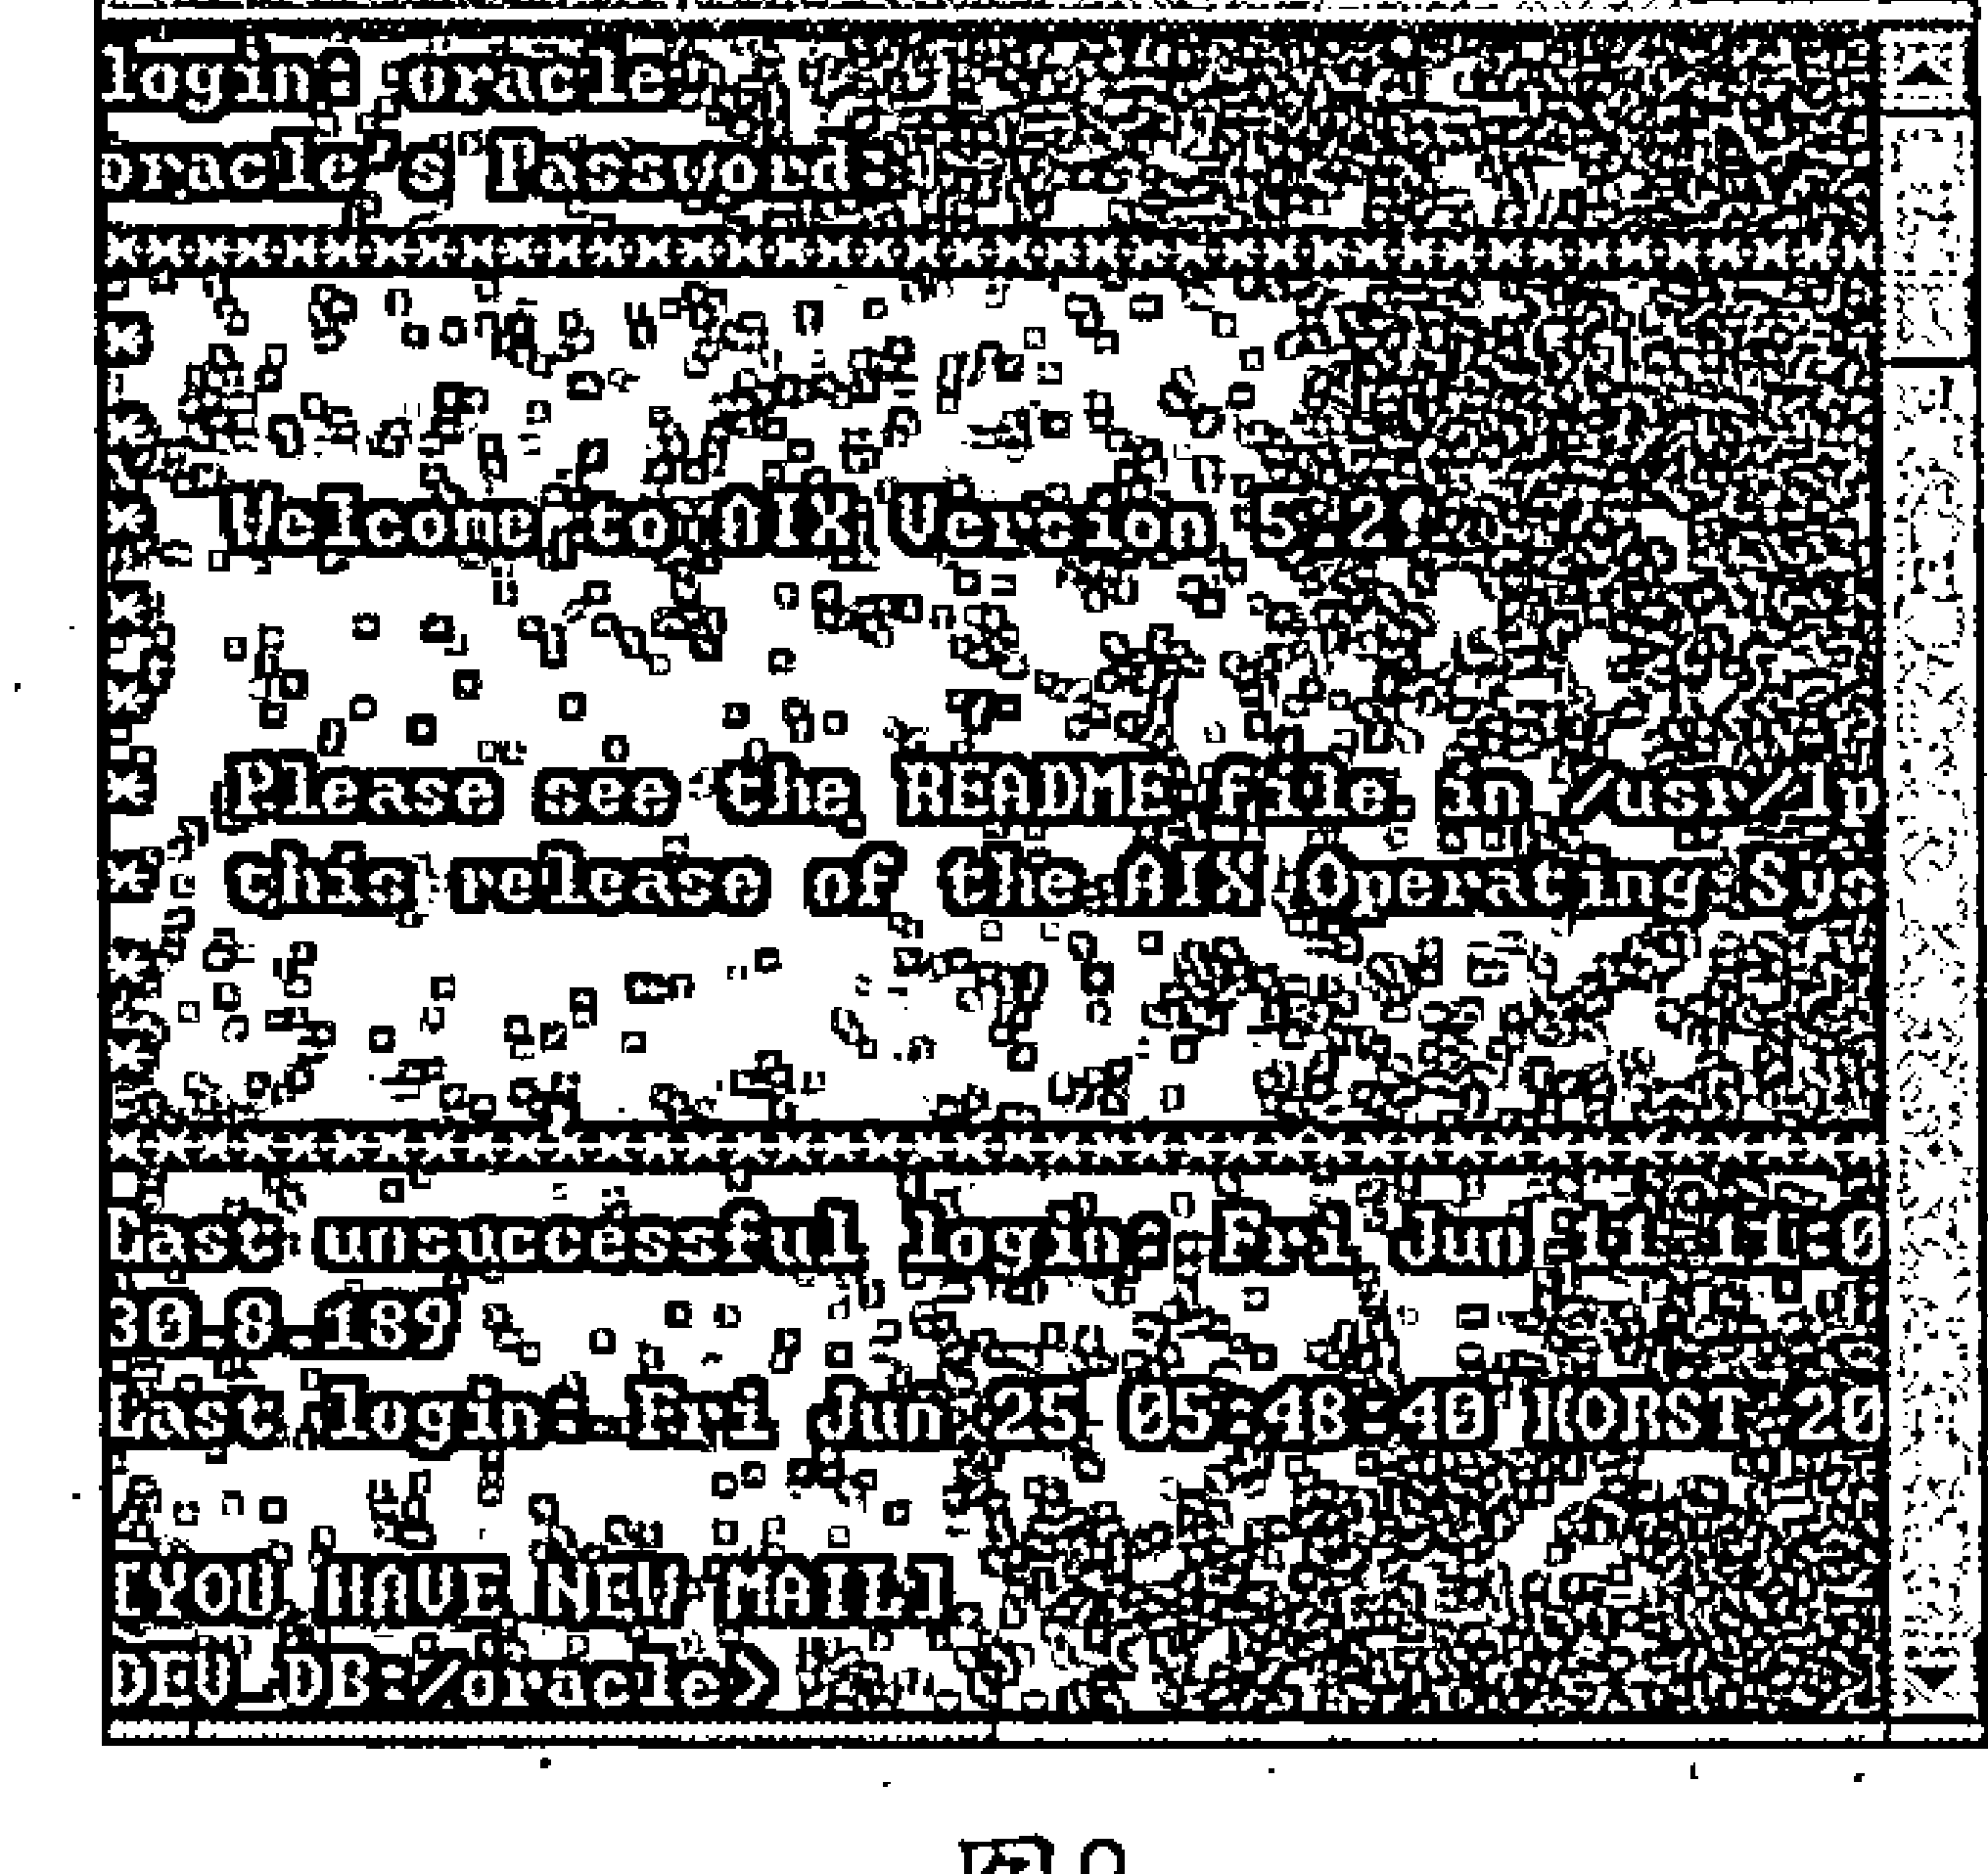 login: oracle
oracle's Password:
*******************************************************************************
*
*
* Welcome to AIX Version 5.2!
*
*
* Please see the README file in /usr/lp
* this release of the AIX Operating Sys
*
*
*******************************************************************************
Last unsuccessful login: Fri Jun 11 11:0
30.8.189
Last login: Fri Jun 25 05:48:40 KORST 20
[YOU HAVE NEW MAIL]
DEV_DB:/oracle>